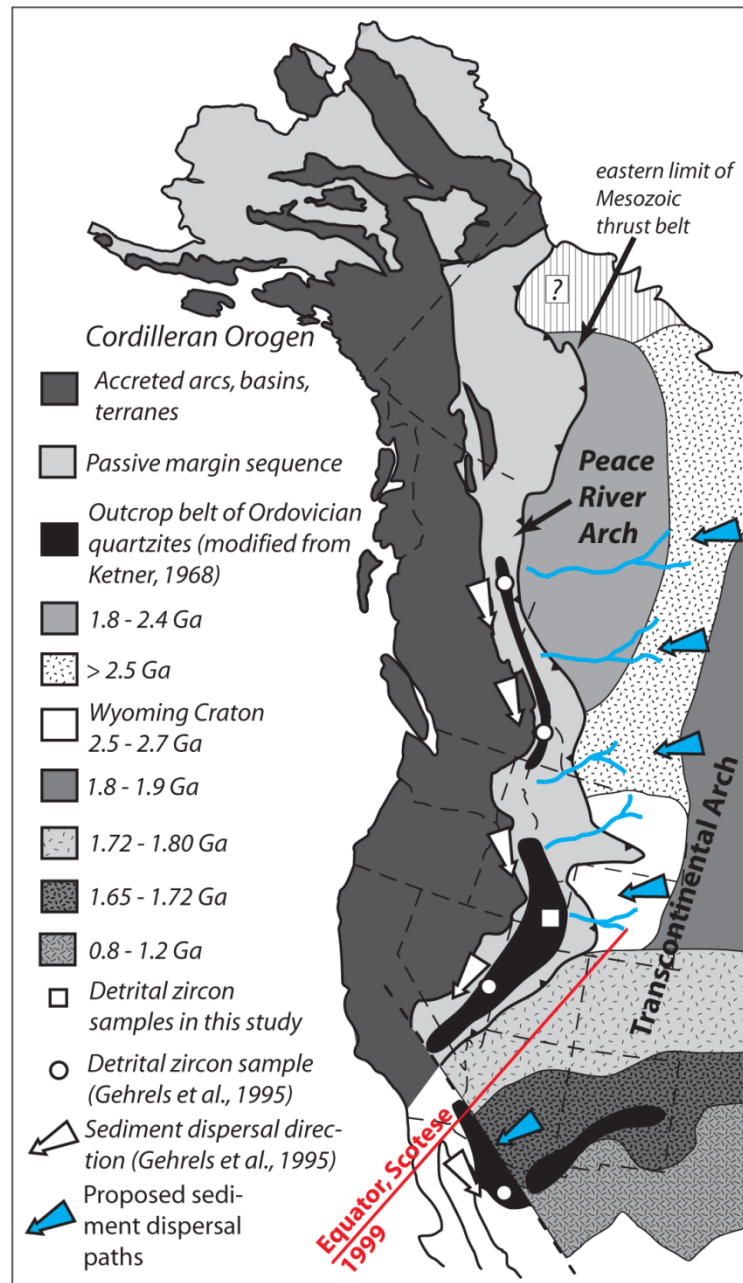 eastern limit of
Mesozoic
thrust belt
?
Cordilleran Orogen
Accreted arcs, basins,
terranes
Passive margin sequence
Outcrop belt of Ordovician
quartzites (modified from
Ketner, 1968)
1.8 - 2.4 Ga
> 2.5 Ga
Wyoming Craton
2.5 - 2.7 Ga
1.8 - 1.9 Ga
1.72 - 1.80 Ga
1.65 - 1.72 Ga
0.8 - 1.2 Ga
Detrital zircon
samples in this study
Detrital zircon sample
(Gehrels et al., 1995)
Sediment dispersal direc-
tion (Gehrels et al., 1995)
Proposed sedi-
ment dispersal
paths
Peace
River
Arch
Transcontinental Arch
Equator, Scotese
1999